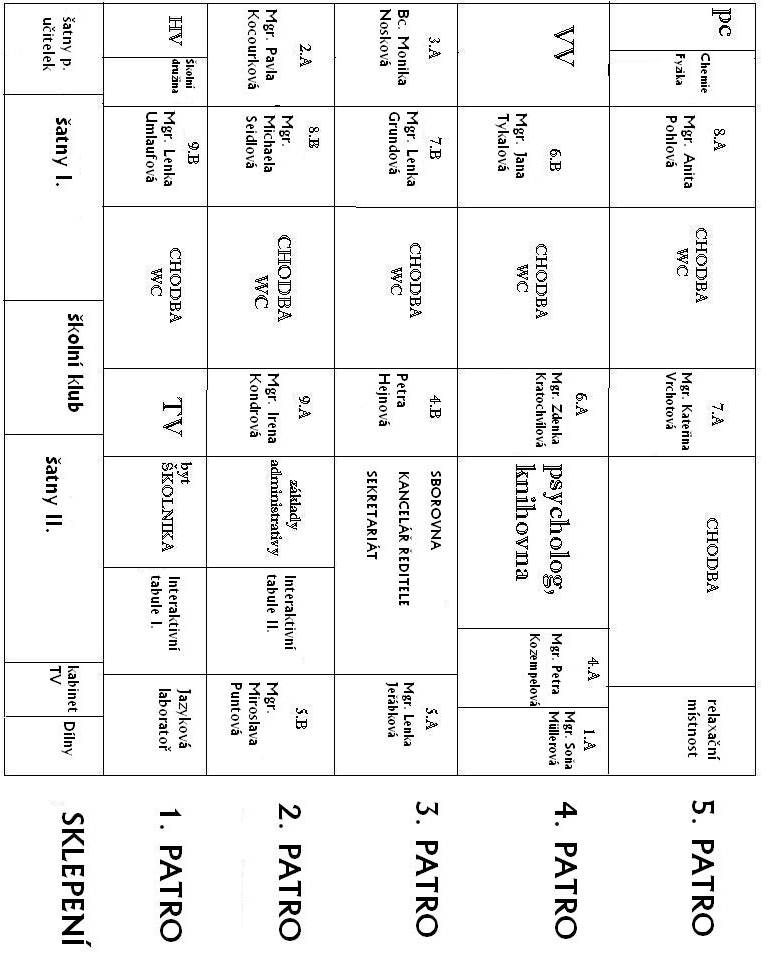 pc
Chemie
Fyzika
8.A
Mgr. Anita
Pohlová
CHODBA
WC
7.A
Mgr. Kateřina
Vrchotová
CHODBA
relaxační
místnost
5. PATRO
VV
6.B
Mgr. Jana
Tykalová
CHODBA
WC
6.A
Mgr. Zdenka
Kratochvílová
psycholog,
knihovna
4.A
Mgr. Petra
Kozempelová
1.A
Mgr. Soňa
Müllerová
4. PATRO
3.A
Bc. Monika
Nosková
7.B
Mgr. Lenka
Grundová
CHODBA
WC
4.B
Petra
Hejnová
SBOROVNA
KANCELÁŘ ŘEDITELE
SEKRETARIÁT
5.A
Mgr. Lenka
Jeřábková
3. PATRO
2.A
Mgr. Pavla
Kocourková
8.B
Mgr.
Michaela
Seidlová
CHODBA
WC
9.A
Mgr. Irena
Kondrová
základy
administrativy
Interaktivní
tabule II.
5.B
Mgr.
Miroslava
Puntová
2. PATRO
HV
Školní
družina
9.B
Mgr. Lenka
Umlaufová
CHODBA
WC
TV
byt
ŠKOLNIKA
Interaktivní
tabule I.
Jazyková
laboratoř
1. PATRO
šatny p.
učitelek
šatny I.
školní klub
šatny II.
kabinet
TV
Dílny
SKLEPENÍ